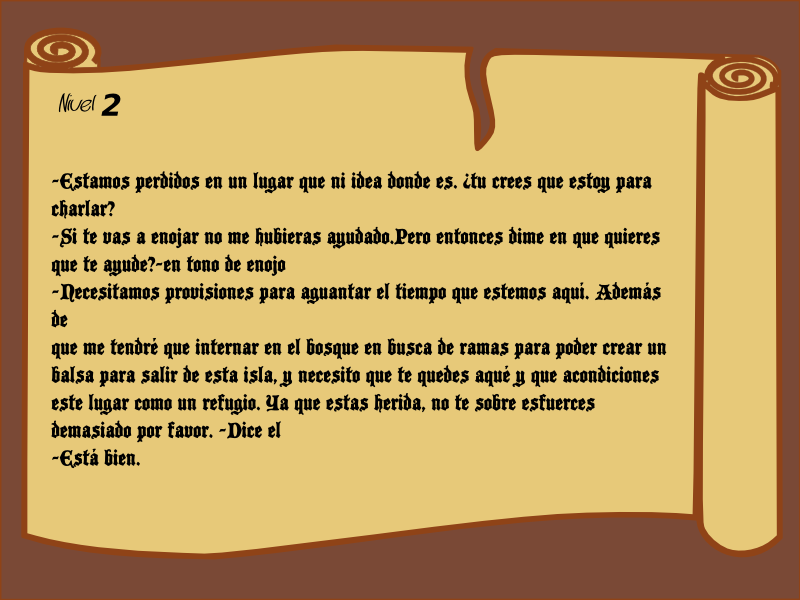 Nivel 2
-Estamos perdidos en un lugar que ni idea donde es. ¿tu crees que estoy para
charlar?
-Si te vas a enojar no me hubieras ayudado.Pero entonces dime en que quieres
que te ayude?-en tono de enojo
-Necesitamos provisiones para aguantar el tiempo que estemos aquí. Además
de
que me tendré que internar en el bosque en busca de ramas para poder crear un
balsa para salir de esta isla, y necesito que te quedes aqué y que acondiciones
este lugar como un refugio. Ya que estas herida, no te sobre esfuerces
demasiado por favor. -Dice el
-Está bien.